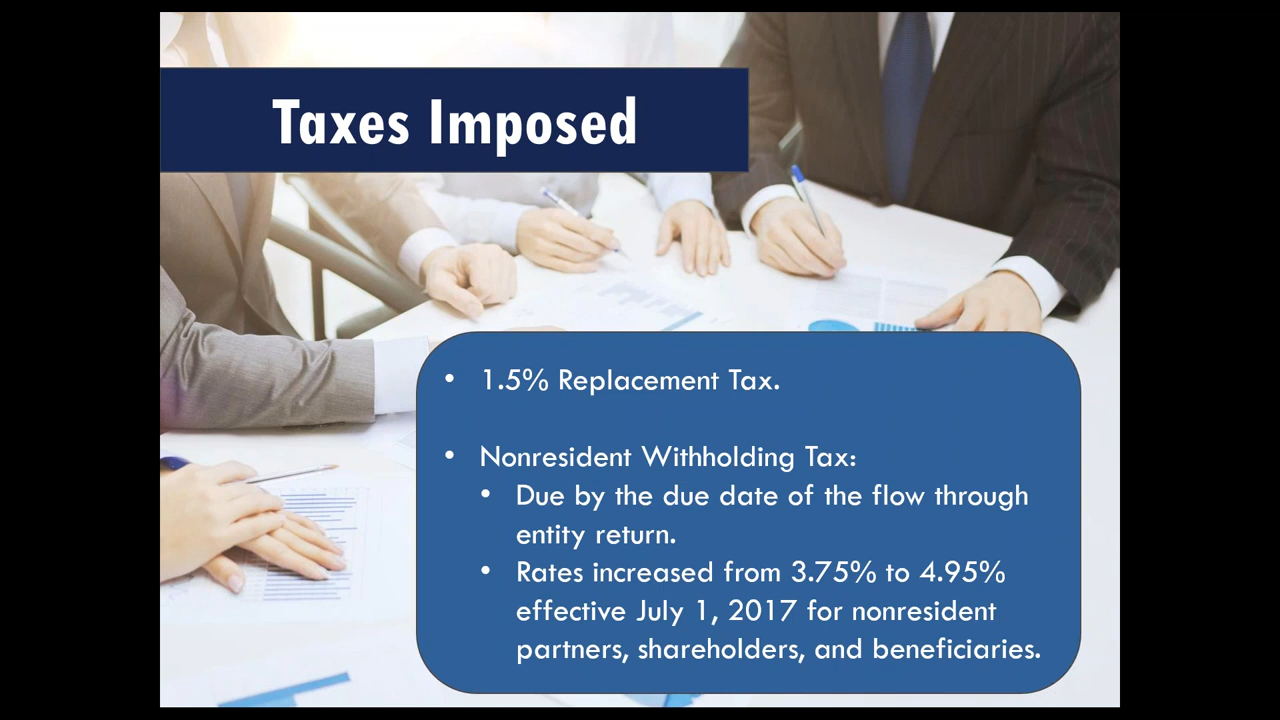 Taxes Imposed
• 1.5% Replacement Tax.
• Nonresident Withholding Tax:
• Due by the due date of the flow through
entity return.
• Rates increased from 3.75% to 4.95%
effective July 1, 2017 for nonresident
partners, shareholders, and beneficiaries.